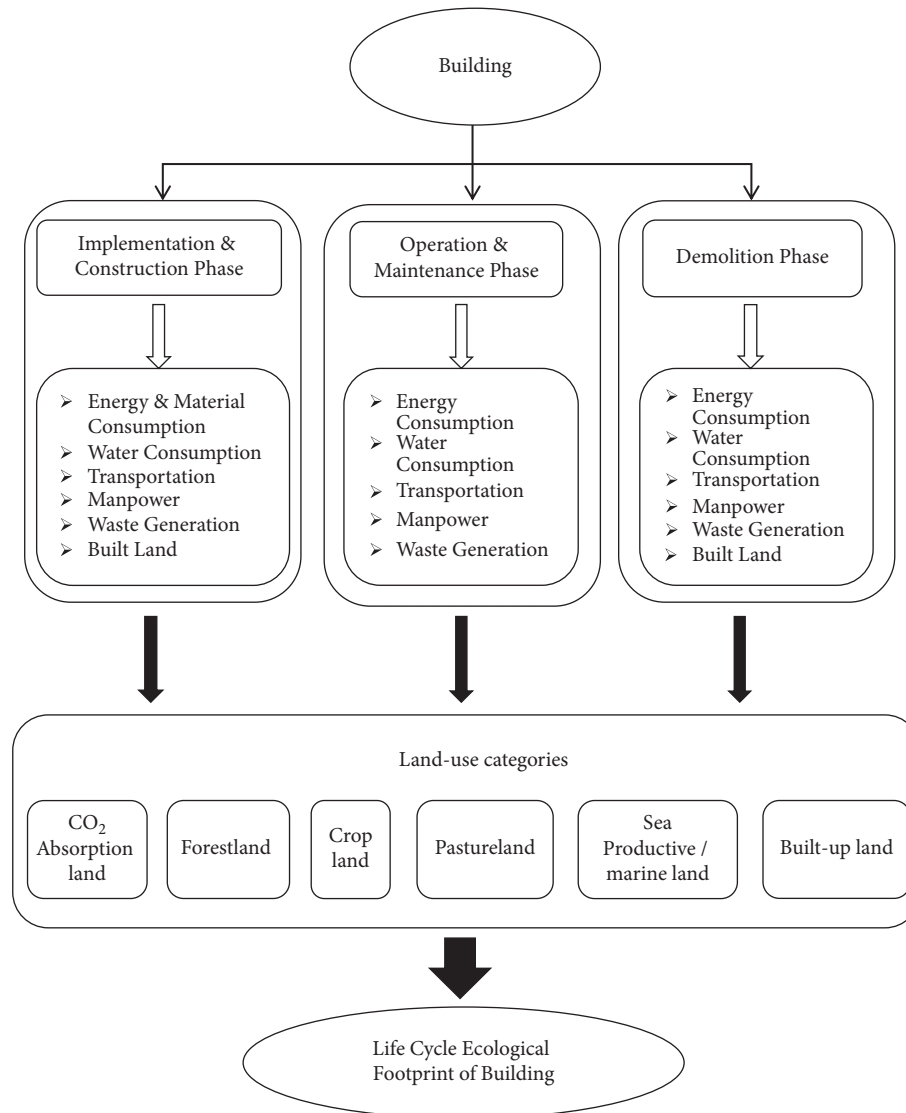 Building
Implementation &
Construction Phase
➢ Energy & Material
Consumption
➢ Water Consumption
➢ Transportation
➢ Manpower
➢ Waste Generation
➢ Built Land
Operation &
Maintenance Phase
➢ Energy
Consumption
➢ Water
Consumption
➢ Transportation
➢ Manpower
➢ Waste Generation
Demolition Phase
➢ Energy
Consumption
➢ Water
Consumption
➢ Transportation
➢ Manpower
➢ Waste Generation
➢ Built Land
Land-use categories
CO₂
Absorption
land
Forestland
Crop
land
Pastureland
Sea
Productive /
marine land
Built-up land
Life Cycle Ecological
Footprint of Building